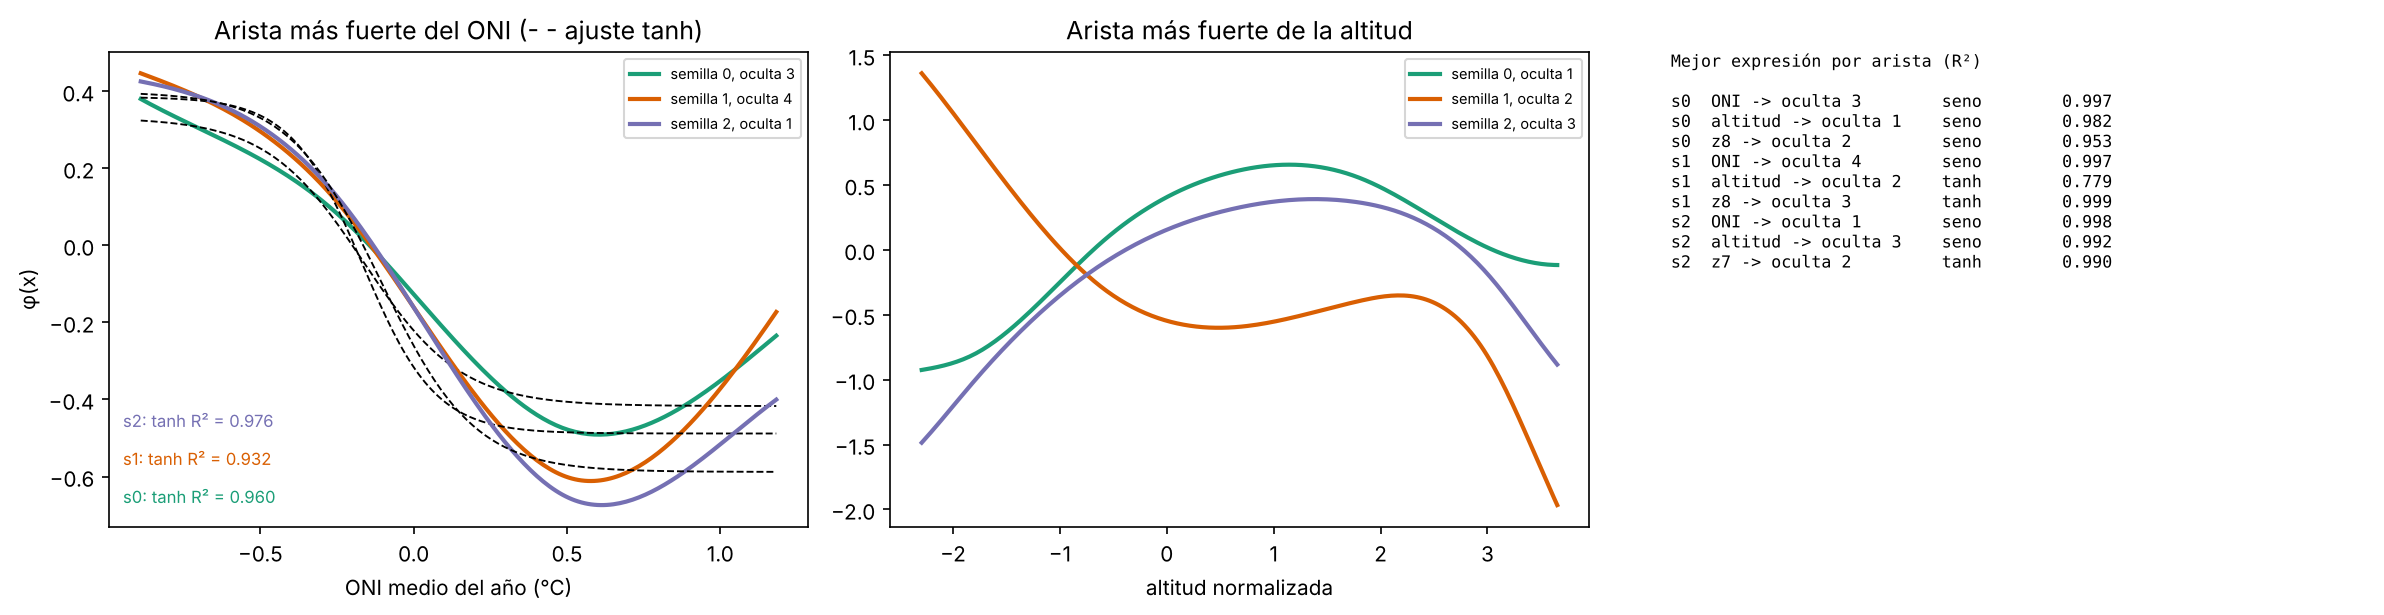 Arista más fuerte del ONI (- - ajuste tanh)
semilla 0, oculta 3
semilla 1, oculta 4
semilla 2, oculta 1
s2: tanh R² = 0.976
s1: tanh R² = 0.932
s0: tanh R² = 0.960
0.4
0.2
0.0
−0.2
−0.4
−0.6
φ(x)
−0.5
0.0
0.5
1.0
ONI medio del año (°C)
Arista más fuerte de la altitud
semilla 0, oculta 1
semilla 1, oculta 2
semilla 2, oculta 3
1.5
1.0
0.5
0.0
−0.5
−1.0
−1.5
−2.0
−2
−1
0
1
2
3
altitud normalizada
Mejor expresión por arista (R²)
s0 ONI -> oculta 3 seno 0.997
s0 altitud -> oculta 1 seno 0.982
s0 z8 -> oculta 2 seno 0.953
s1 ONI -> oculta 4 seno 0.997
s1 altitud -> oculta 2 tanh 0.779
s1 z8 -> oculta 3 tanh 0.999
s2 ONI -> oculta 1 seno 0.998
s2 altitud -> oculta 3 seno 0.992
s2 z7 -> oculta 2 tanh 0.990